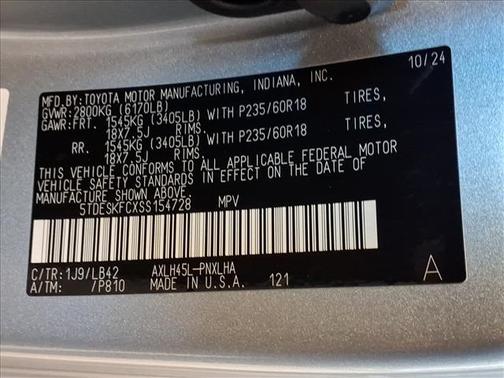 MFD.BY: TOYOTA MOTOR MANUFACTURING, INDIANA, INC. 10/24
GVWR: 2800KG (6170LB)
GAWR: FRT. 1545KG (3405LB) WITH P235/60R18 TIRES,
18X7.5J RIMS.
RR. 1545KG (3405LB) WITH P235/60R18 TIRES,
18X7.5J RIMS.
THIS VEHICLE CONFORMS TO ALL APPLICABLE FEDERAL MOTOR
VEHICLE SAFETY STANDARDS IN EFFECT ON THE DATE OF
MANUFACTURE SHOWN ABOVE.
5TDESKFCXSS154728 MPV
C/TR: 1J9/LB42 AXLH45L-PNXLHA
A/TM: /P810 MADE IN U.S.A. 121 A